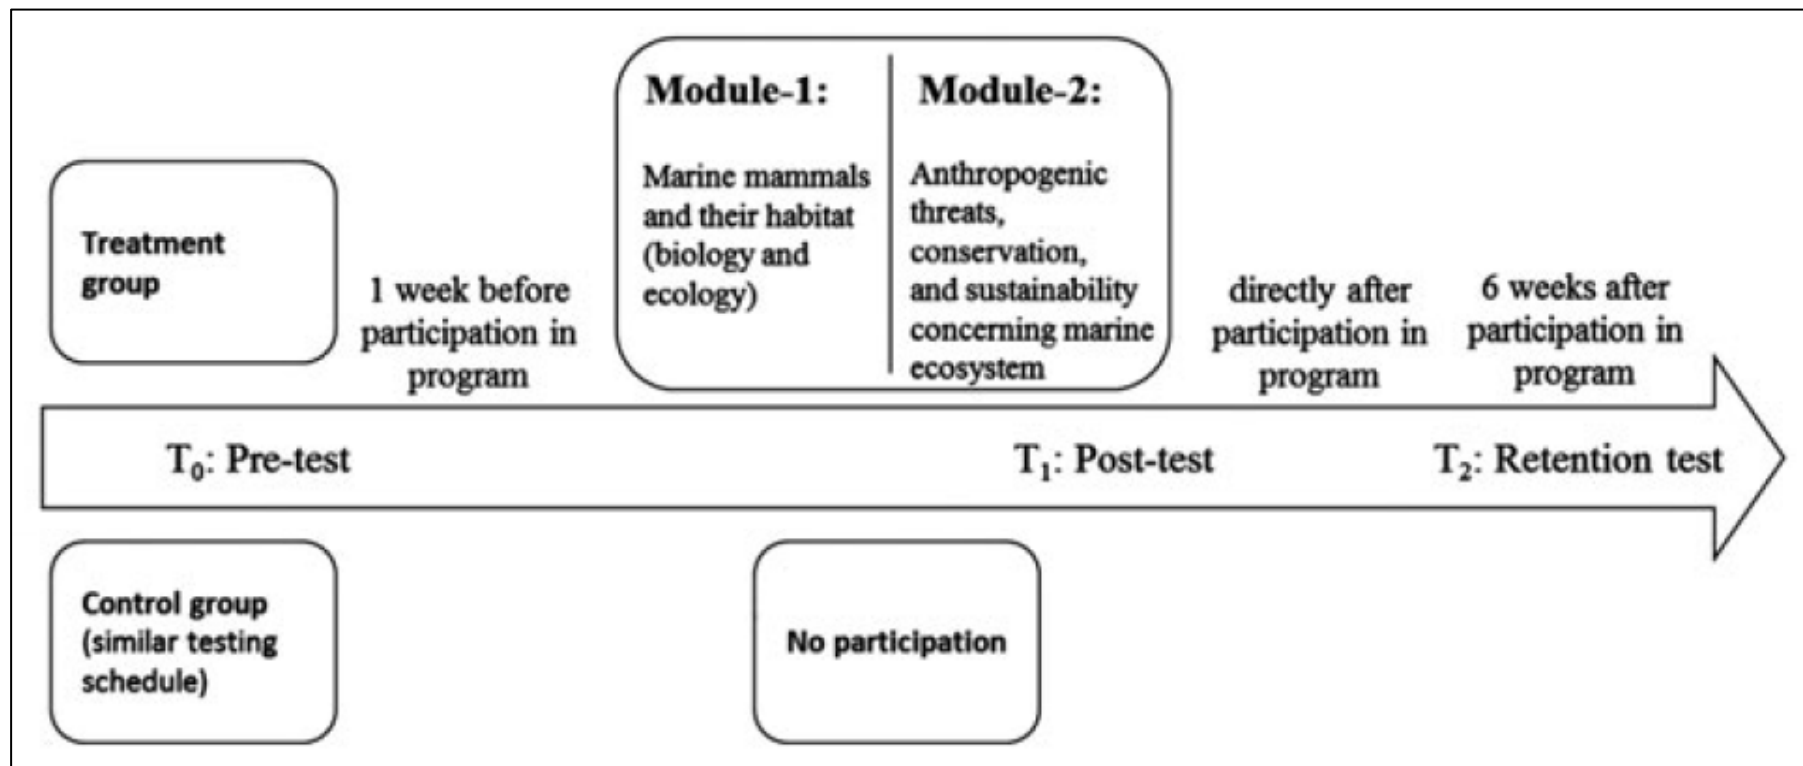 Module-1:
Marine mammals
and their habitat
(biology and
ecology)
Module-2:
Anthropogenic
threats,
conservation,
and sustainability
concerning marine
ecosystem
Treatment
group
1 week before
participation in
program
directly after
participation in
program
6 weeks after
participation in
program
T₀: Pre-test
T₁: Post-test
T₂: Retention test
Control group
(similar testing
schedule)
No participation